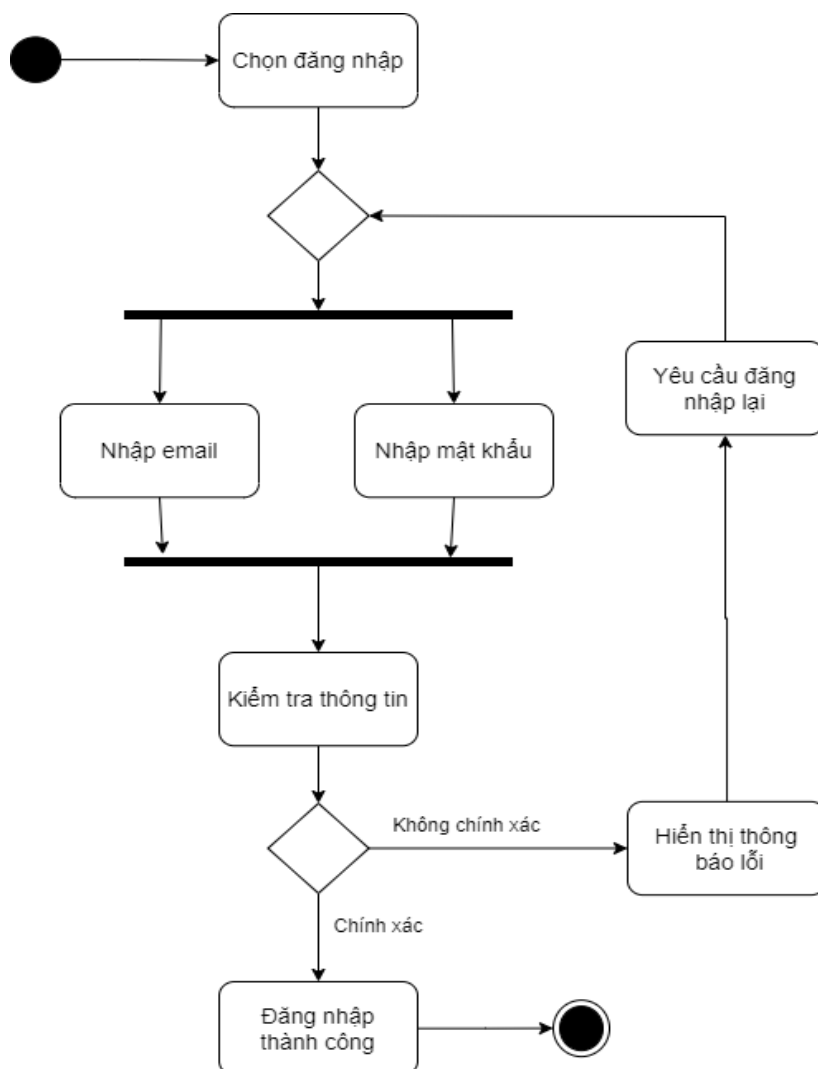 Chọn đăng nhập
Yêu cầu đăng
nhập lại
Nhập email
Nhập mật khẩu
Kiểm tra thông tin
Không chính xác
Hiển thị thông
báo lỗi
Chính xác
Đăng nhập
thành công